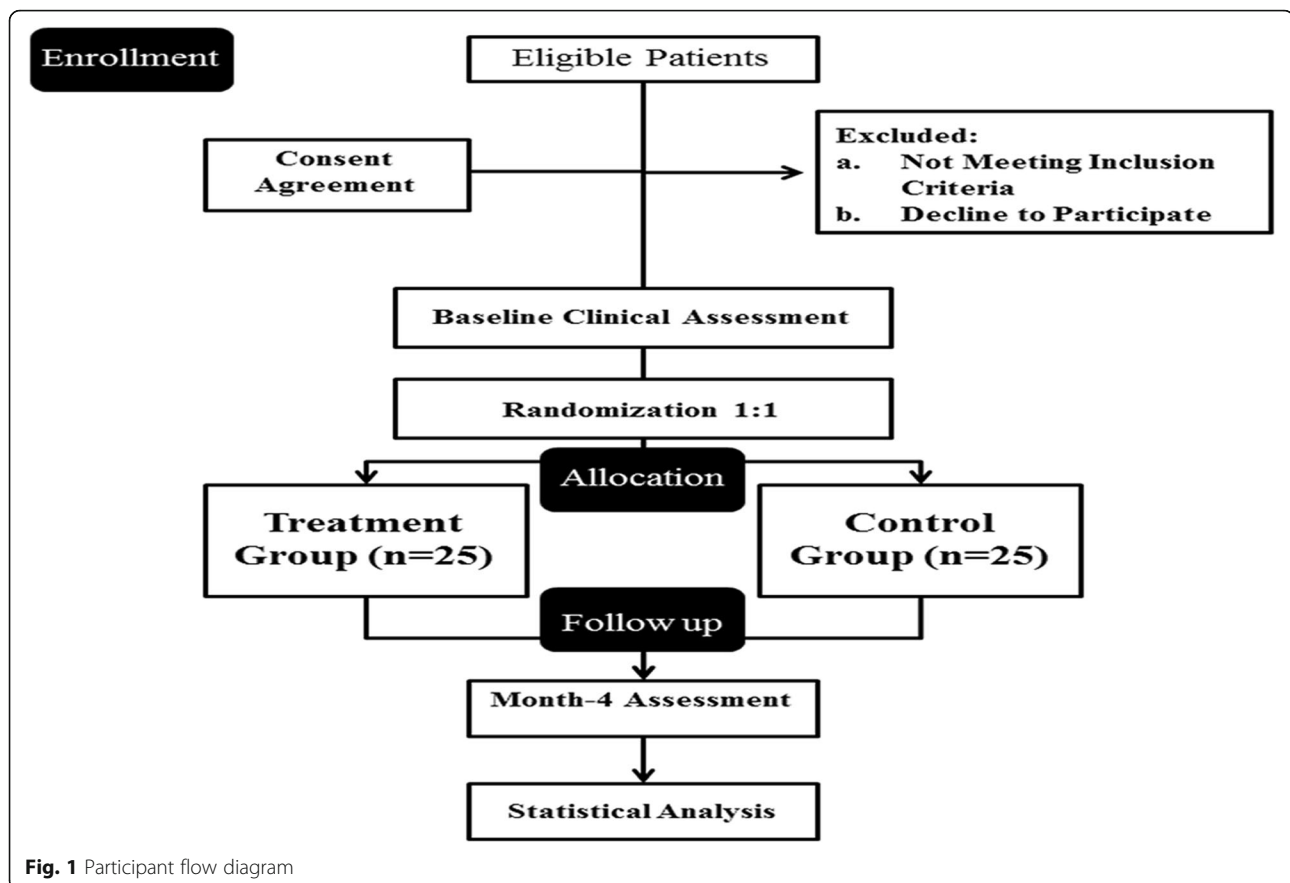 Enrollment
Eligible Patients
Consent
Agreement
Excluded:
a. Not Meeting Inclusion
Criteria
b. Decline to Participate
Baseline Clinical Assessment
Randomization 1:1
Allocation
Treatment
Group (n=25)
Control
Group (n=25)
Follow up
Month-4 Assessment
Statistical Analysis
Fig. 1 Participant flow diagram